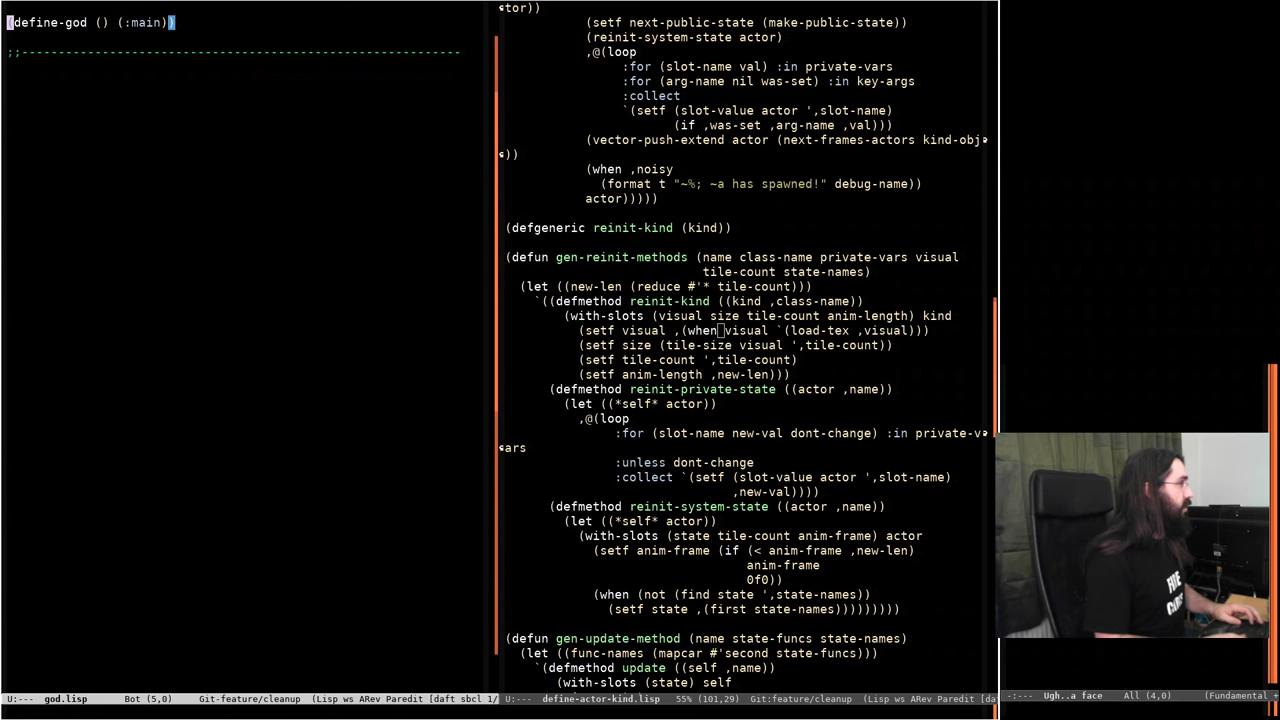 (define-god () (:main))
;;------------------------------------------------------------
U:--- god.lisp Bot (5,0) Git-feature/cleanup (Lisp ws ARev Paredit [daft sbcl 1/
tor))
(setf next-public-state (make-public-state))
(reinit-system-state actor)
,@(loop
:for (slot-name val) :in private-vars
:for (arg-name nil was-set) :in key-args
:collect
`(setf (slot-value actor ',slot-name)
(if ,was-set ,arg-name ,val)))
(vector-push-extend actor (next-frames-actors kind-obj
))
(when ,noisy
(format t "~%; ~a has spawned!" debug-name))
actor)))))
(defgeneric reinit-kind (kind))
(defun gen-reinit-methods (name class-name private-vars visual
tile-count state-names)
(let ((new-len (reduce #'* tile-count)))
`((defmethod reinit-kind ((kind ,class-name))
(with-slots (visual size tile-count anim-length) kind
(setf visual ,(when visual `(load-tex ,visual)))
(setf size (tile-size visual ',tile-count))
(setf tile-count ',tile-count)
(setf anim-length ,new-len)))
(defmethod reinit-private-state ((actor ,name))
(let ((*self* actor))
,@(loop
:for (slot-name new-val dont-change) :in private-v
ars
:unless dont-change
:collect `(setf (slot-value actor ',slot-name)
,new-val))))
(defmethod reinit-system-state ((actor ,name))
(let ((*self* actor))
(with-slots (state tile-count anim-frame) actor
(setf anim-frame (if (< anim-frame ,new-len)
anim-frame
0f0))
(when (not (find state ',state-names))
(setf state ,(first state-names)))))))))
(defun gen-update-method (name state-funcs state-names)
(let ((func-names (mapcar #'second state-funcs)))
`(defmethod update ((self ,name))
(with-slots (state) self
U:--- define-actor-kind.lisp 55% (101,29) Git:feature/cleanup (Lisp ws ARev Paredit [da
-:--- Ugh..a face All (4,0) (Fundamental +